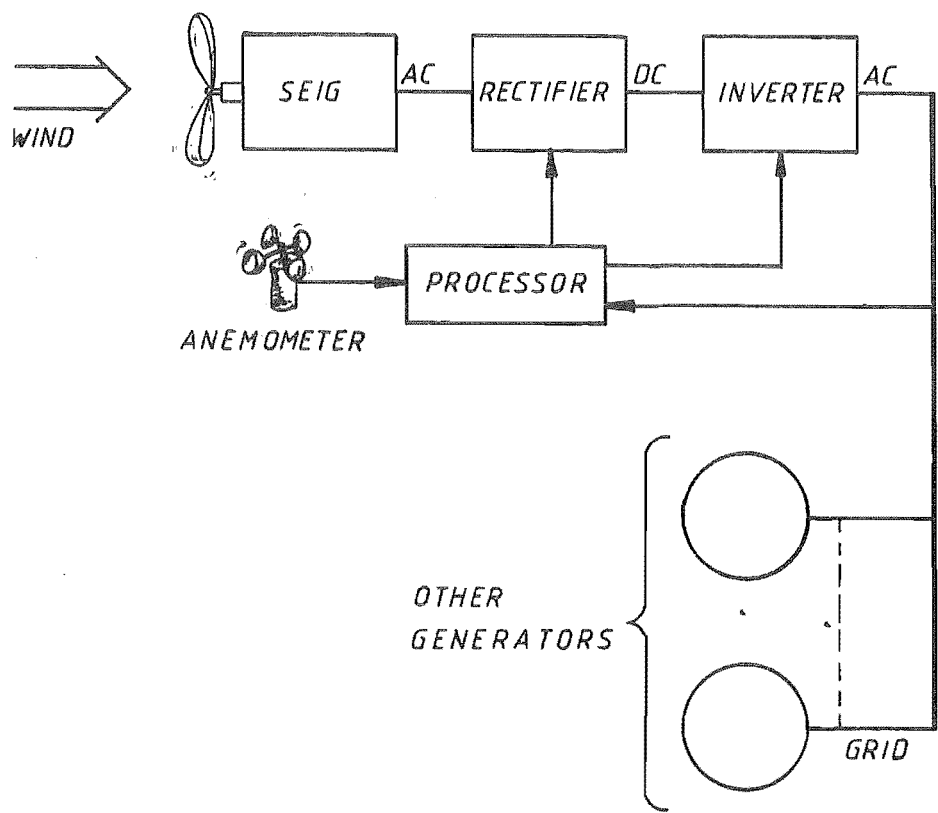 WIND
SEIG
AC
RECTIFIER
DC
INVERTER
AC
ANEMOMETER
PROCESSOR
OTHER
GENERATORS
GRID